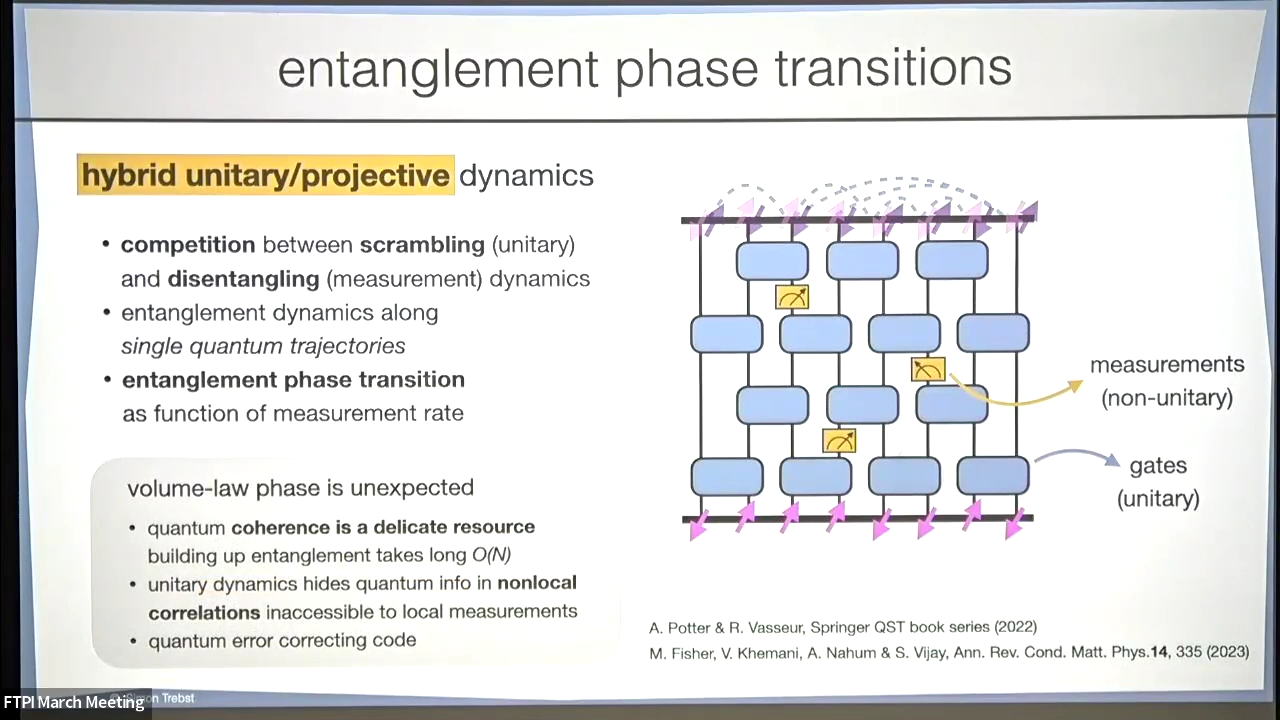 entanglement phase transitions
hybrid unitary/projective dynamics
• competition between scrambling (unitary)
and disentangling (measurement) dynamics
• entanglement dynamics along
single quantum trajectories
• entanglement phase transition
as function of measurement rate
volume-law phase is unexpected
• quantum coherence is a delicate resource
building up entanglement takes long O(N)
• unitary dynamics hides quantum info in nonlocal
correlations inaccessible to local measurements
• quantum error correcting code
measurements
(non-unitary)
gates
(unitary)
A. Potter & R. Vasseur, Springer QST book series (2022)
M. Fisher, V. Khemani, A. Nahum & S. Vijay, Ann. Rev. Cond. Matt. Phys.14, 335 (2023)
Trebst
FTPI March Meeting